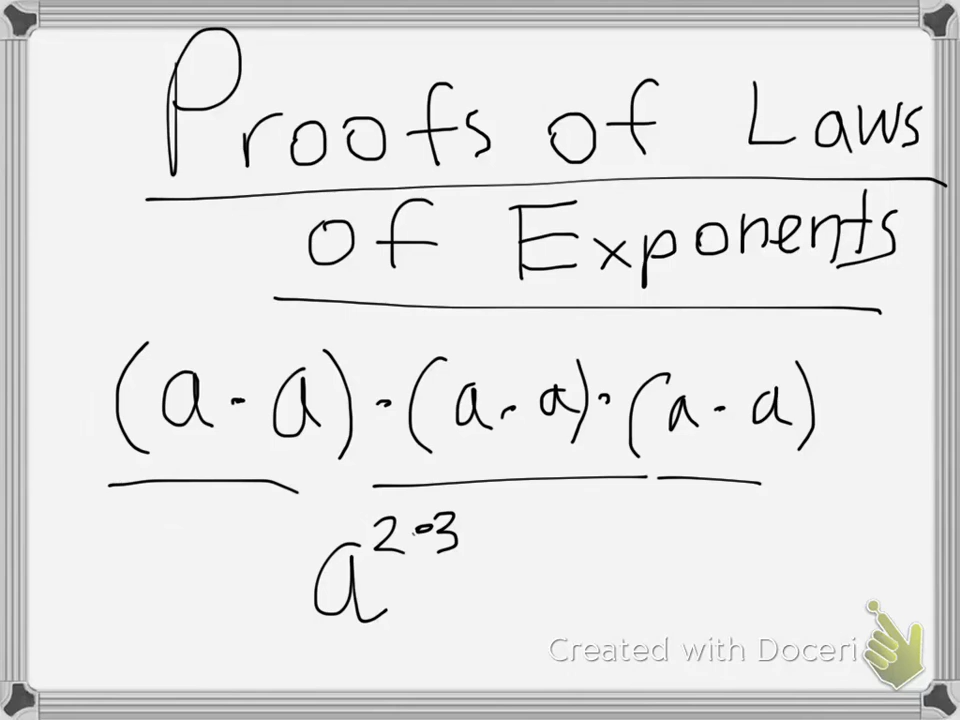 Proofs of Laws
of Exponents
(a · a) · (a · a) · (a · a)
a²·³
Created with Doceri